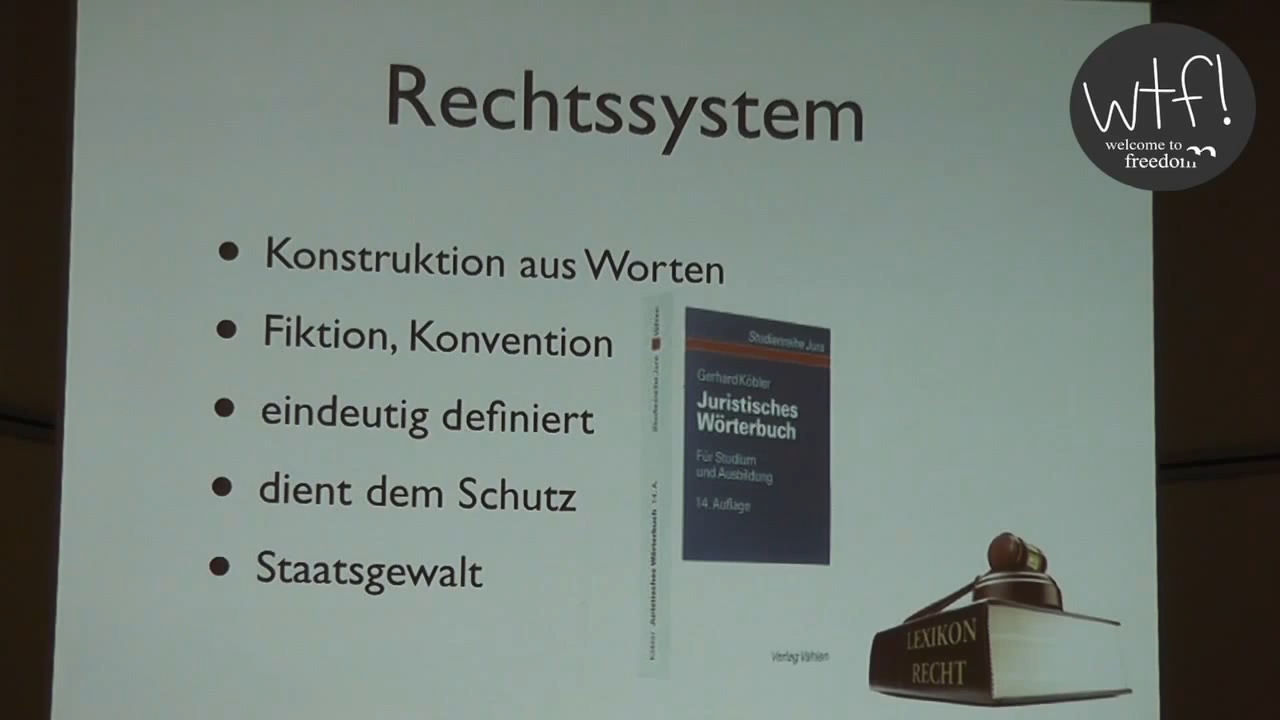 Rechtssystem
wtf!
welcome to
freedom
Konstruktion aus Worten
Fiktion, Konvention
eindeutig definiert
dient dem Schutz
Staatsgewalt
Studienreihe Jura
Gerhard Köbler
Juristisches
Wörterbuch
Für Studium
und Ausbildung
14. Auflage
Verlag Vahlen
LEXIKON
RECHT